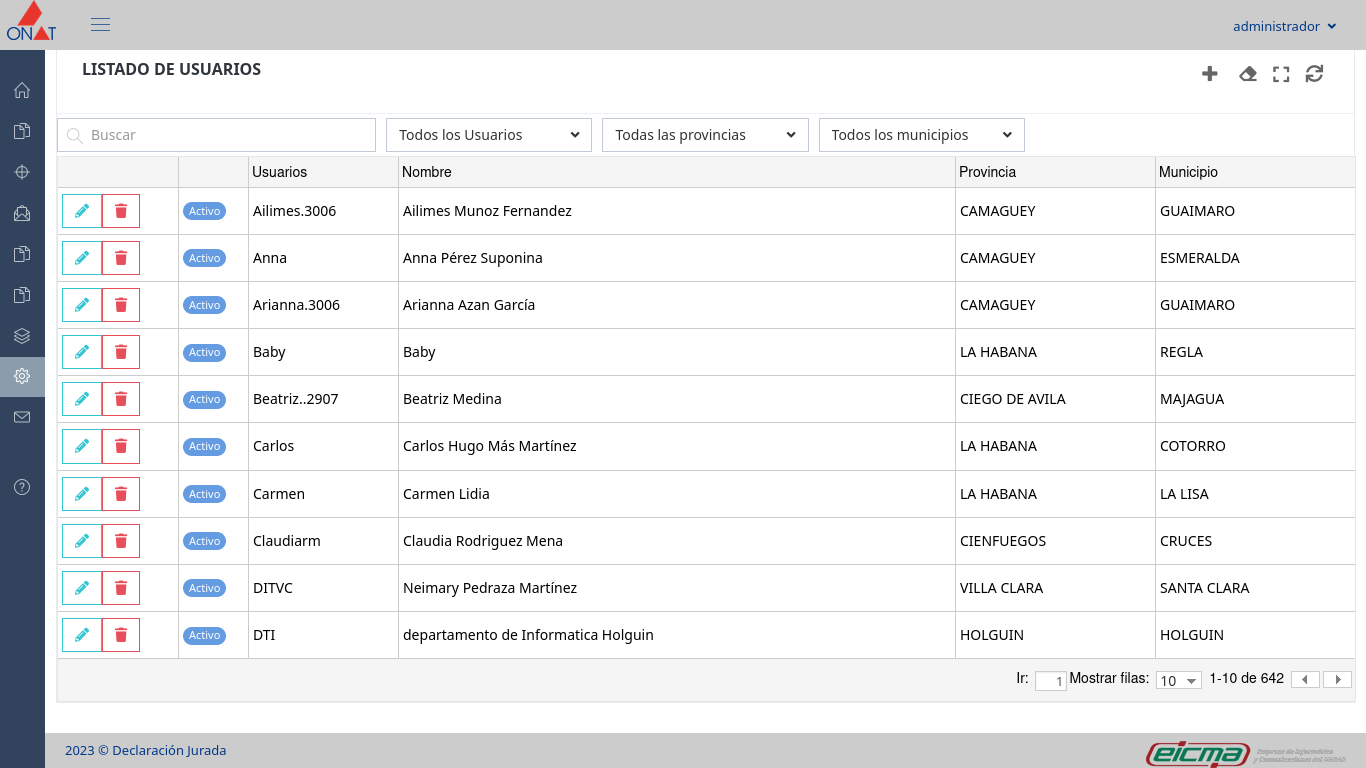 ONAT
administrador
LISTADO DE USUARIOS
Buscar Todos los Usuarios Todas las provincias Todos los municipios
Usuarios Nombre Provincia Municipio
Activo Ailimes.3006 Ailimes Munoz Fernandez CAMAGUEY GUAIMARO
Activo Anna Anna Pérez Suponina CAMAGUEY ESMERALDA
Activo Arianna.3006 Arianna Azan García CAMAGUEY GUAIMARO
Activo Baby Baby LA HABANA REGLA
Activo Beatriz..2907 Beatriz Medina CIEGO DE AVILA MAJAGUA
Activo Carlos Carlos Hugo Más Martínez LA HABANA COTORRO
Activo Carmen Carmen Lidia LA HABANA LA LISA
Activo Claudiarm Claudia Rodriguez Mena CIENFUEGOS CRUCES
Activo DITVC Neimary Pedraza Martínez VILLA CLARA SANTA CLARA
Activo DTI departamento de Informatica Holguin HOLGUIN HOLGUIN
Ir: 1 Mostrar filas: 10 1-10 de 642
2023 © Declaración Jurada
eicma